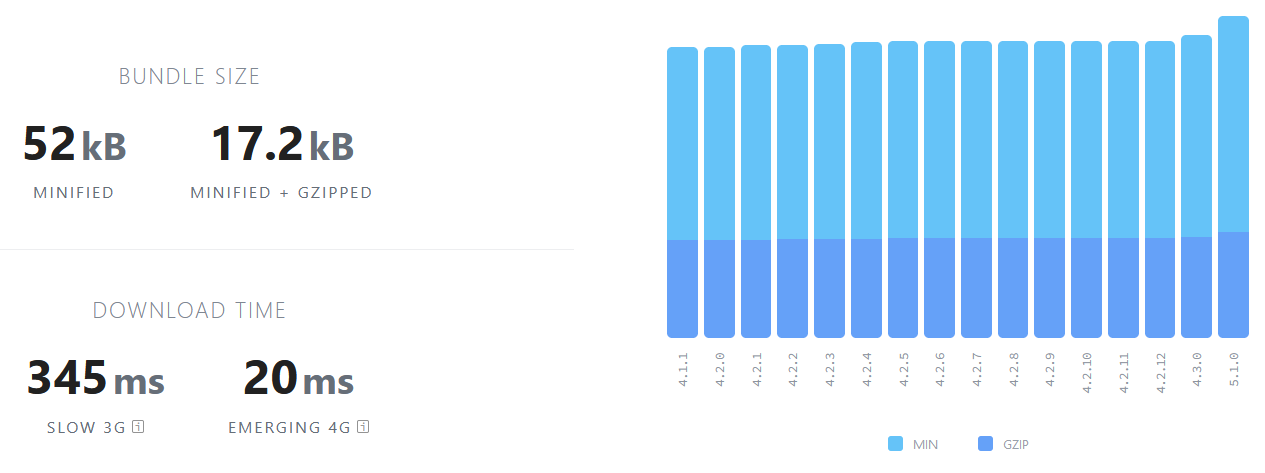 BUNDLE SIZE
52 kB
17.2 kB
MINIFIED
MINIFIED + GZIPPED
DOWNLOAD TIME
345 ms
20 ms
SLOW 3G
EMERGING 4G
4.1.1
4.2.0
4.2.1
4.2.2
4.2.3
4.2.4
4.2.5
4.2.6
4.2.7
4.2.8
4.2.9
4.2.10
4.2.11
4.2.12
4.3.0
5.1.0
MIN
GZIP